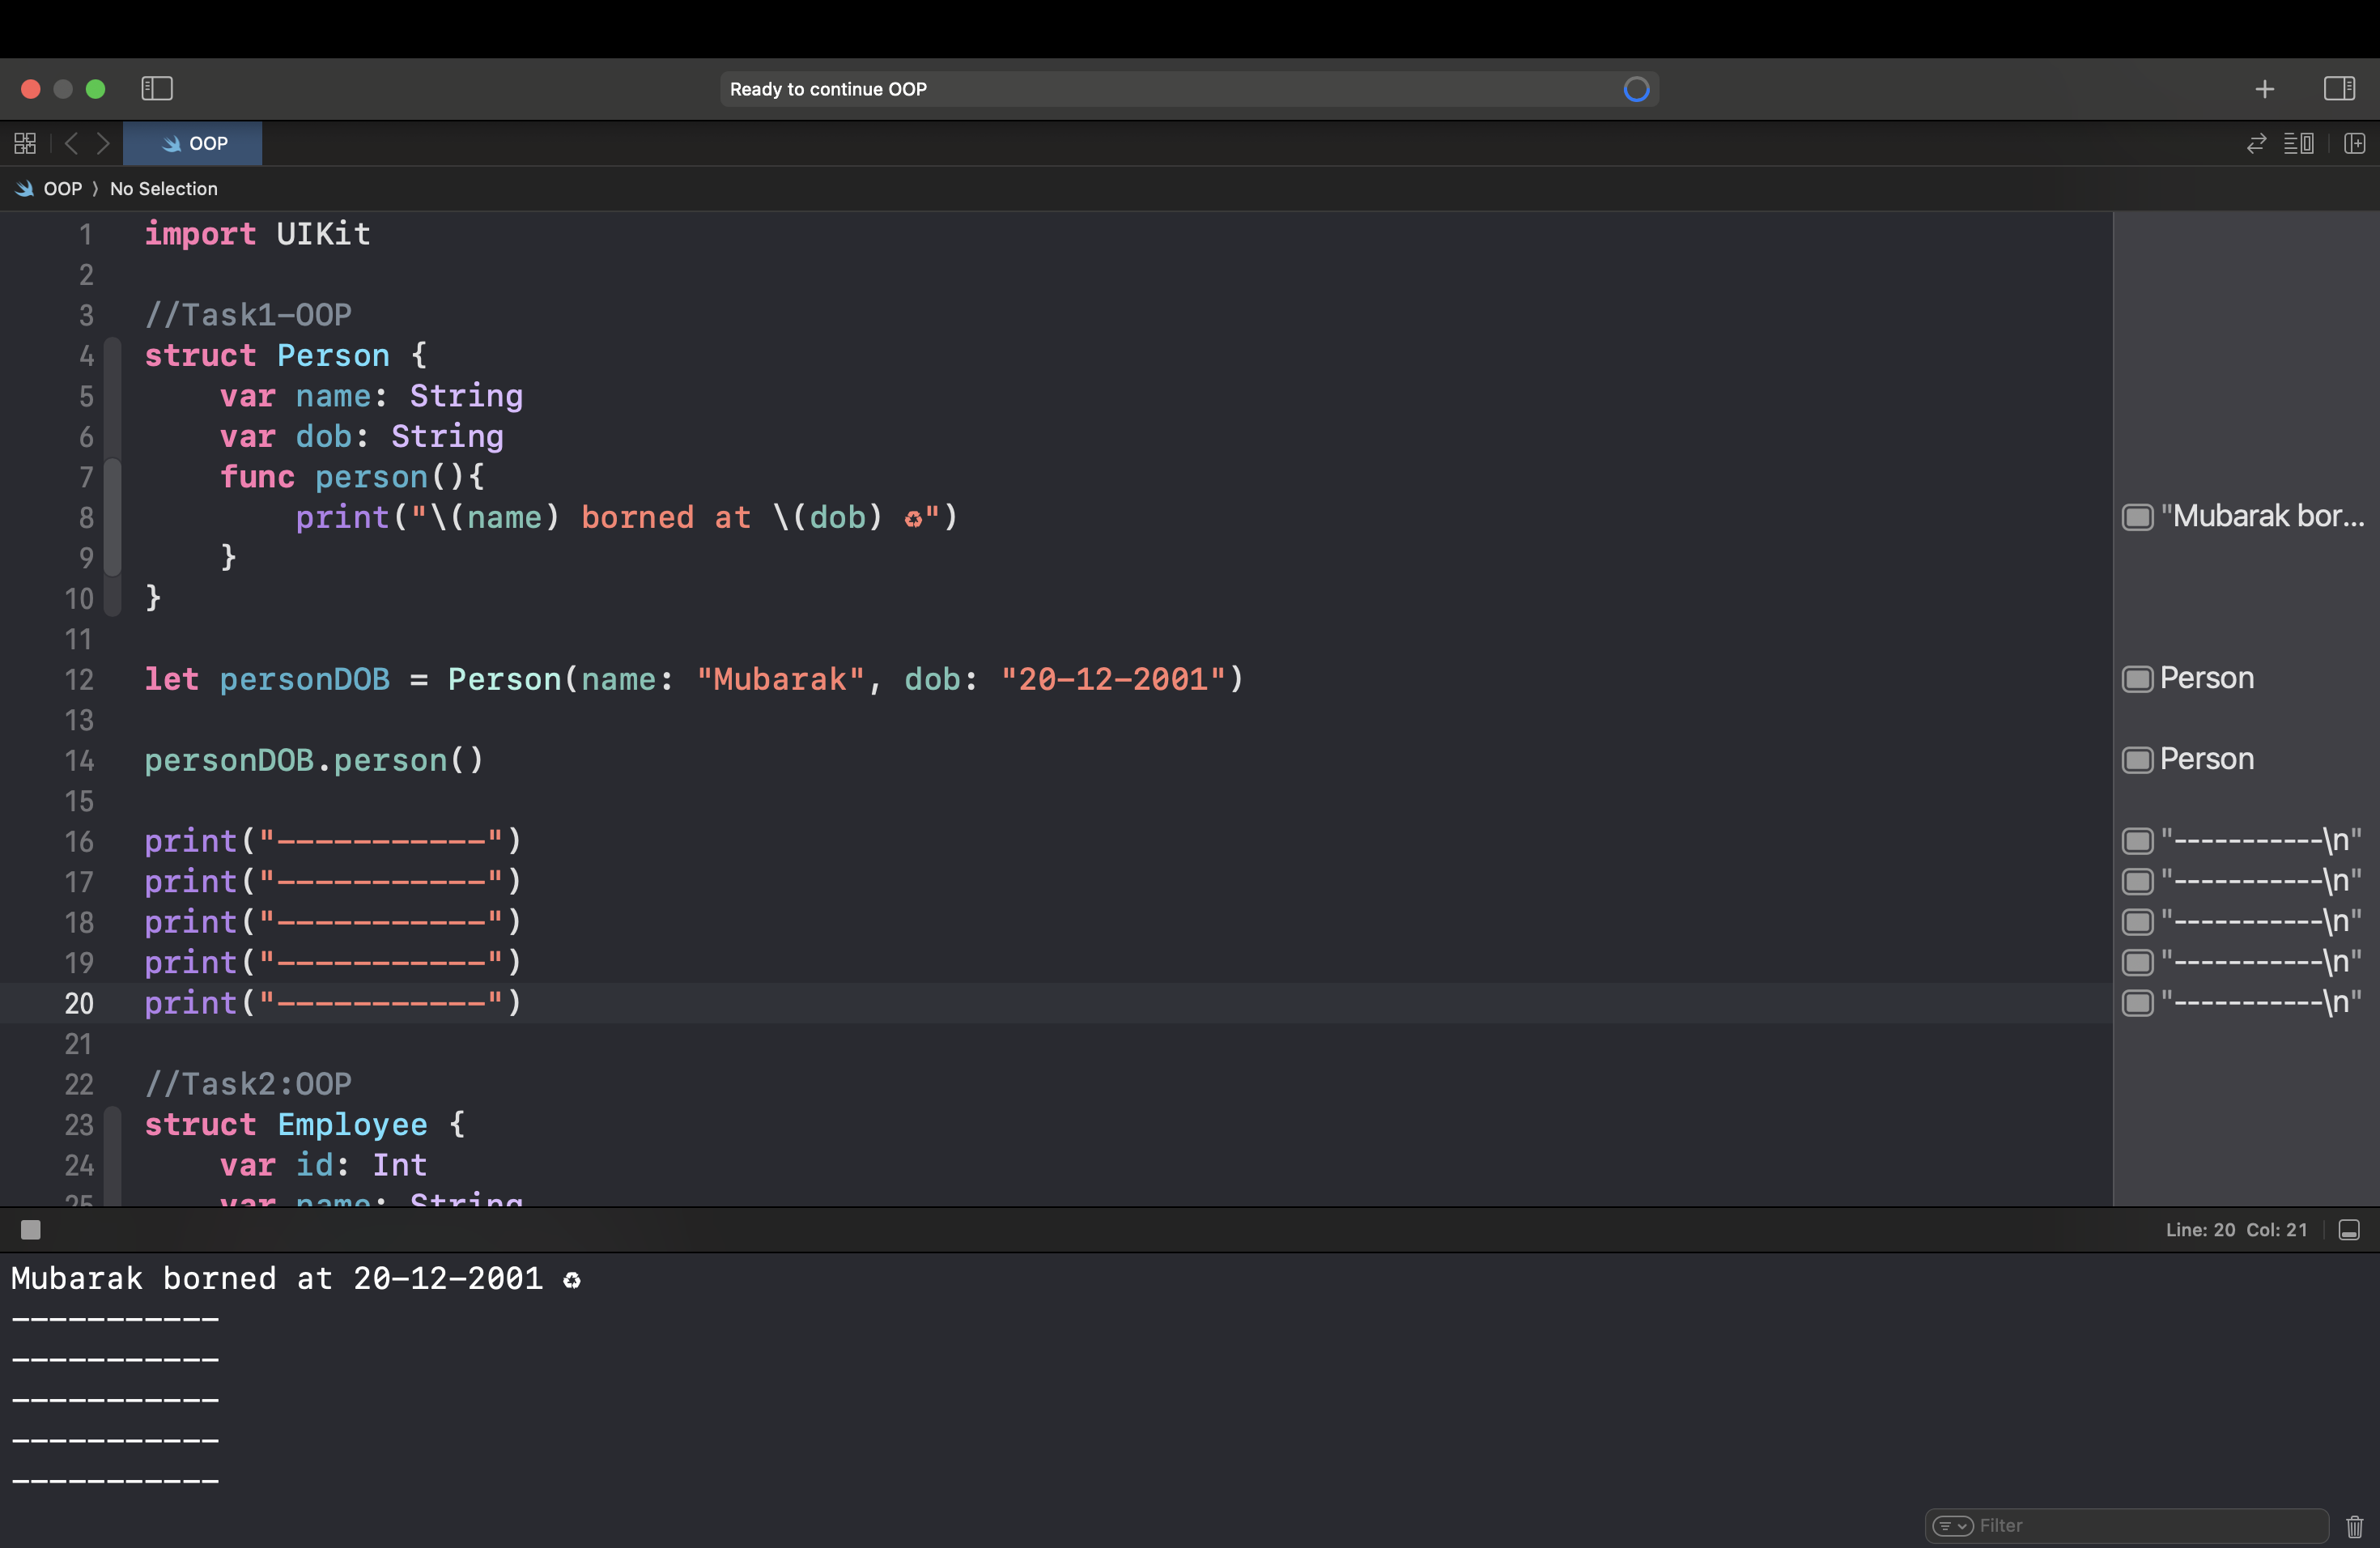 Ready to continue OOP
OOP
OOP 〉 No Selection
1 import UIKit
2
3 //Task1-OOP
4 struct Person {
5     var name: String
6     var dob: String
7     func person(){
8         print("\(name) borned at \(dob) ♻")
9     }
10 }
11
12 let personDOB = Person(name: "Mubarak", dob: "20-12-2001")
13
14 personDOB.person()
15
16 print("-----------")
17 print("-----------")
18 print("-----------")
19 print("-----------")
20 print("-----------")
21
22 //Task2:OOP
23 struct Employee {
24     var id: Int
25     var name: String
"Mubarak bor...
Person
Person
"-----------\n"
"-----------\n"
"-----------\n"
"-----------\n"
"-----------\n"
Line: 20 Col: 21
Mubarak borned at 20-12-2001 ♻
-----------
-----------
-----------
-----------
-----------
Filter